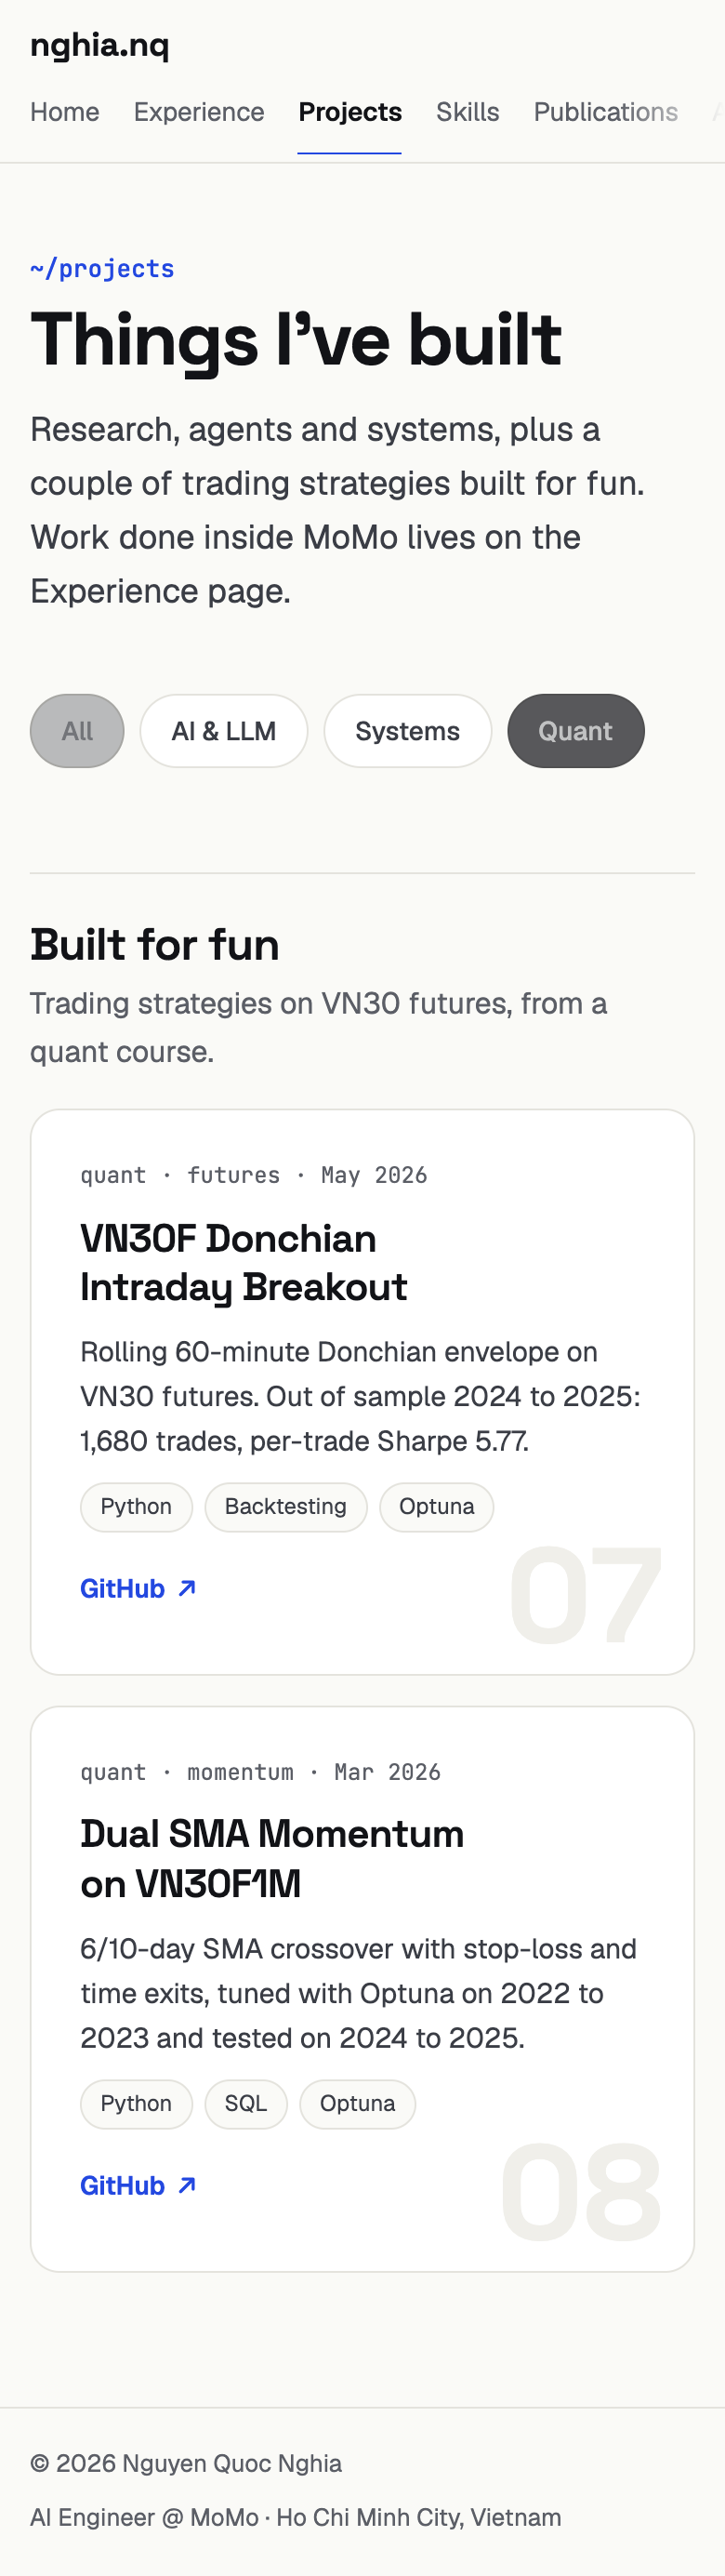 nghia.nq
Home Experience Projects Skills Publications
~/projects
Things I’ve built
Research, agents and systems, plus a
couple of trading strategies built for fun.
Work done inside MoMo lives on the
Experience page.
All AI & LLM Systems Quant
Built for fun
Trading strategies on VN30 futures, from a
quant course.
quant · futures · May 2026
VN30F Donchian
Intraday Breakout
Rolling 60-minute Donchian envelope on
VN30 futures. Out of sample 2024 to 2025:
1,680 trades, per-trade Sharpe 5.77.
Python Backtesting Optuna
GitHub ↗
07
quant · momentum · Mar 2026
Dual SMA Momentum
on VN30F1M
6/10-day SMA crossover with stop-loss and
time exits, tuned with Optuna on 2022 to
2023 and tested on 2024 to 2025.
Python SQL Optuna
GitHub ↗
08
© 2026 Nguyen Quoc Nghia
AI Engineer @ MoMo · Ho Chi Minh City, Vietnam